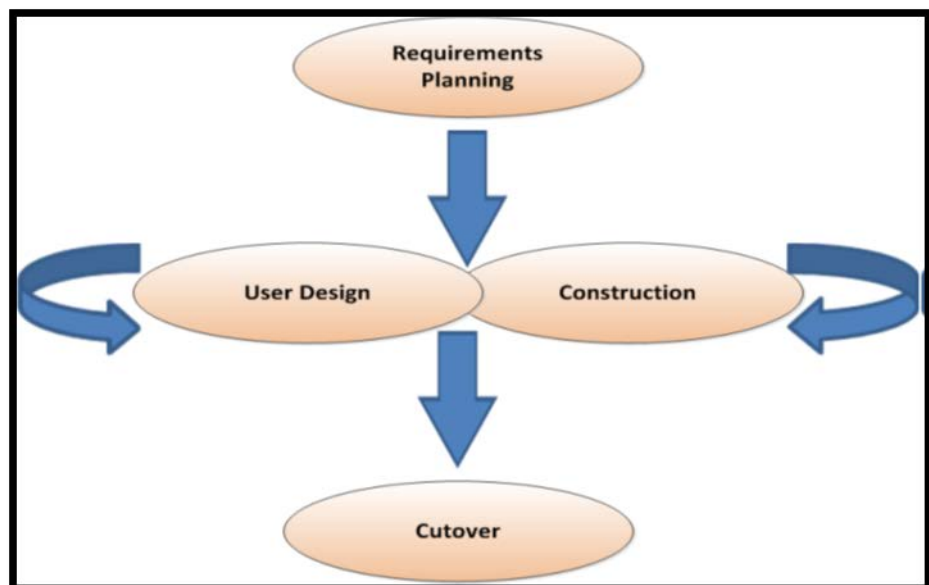 Requirements
Planning
User Design
Construction
Cutover